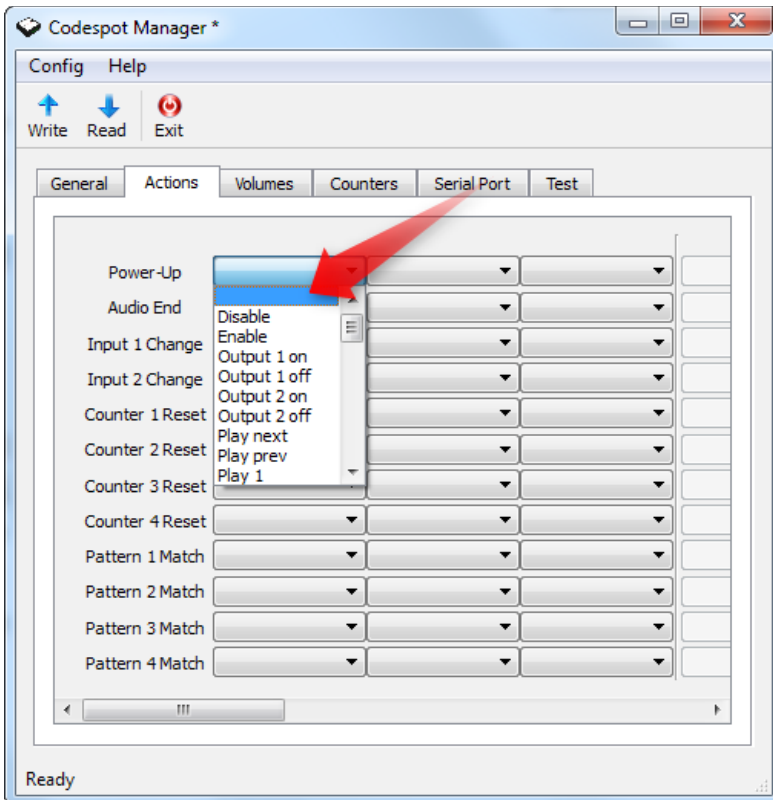 Codespot Manager *
Config Help
Write Read Exit
General Actions Volumes Counters Serial Port Test
Power-Up
Audio End
Input 1 Change
Input 2 Change
Counter 1 Reset
Counter 2 Reset
Counter 3 Reset
Counter 4 Reset
Pattern 1 Match
Pattern 2 Match
Pattern 3 Match
Pattern 4 Match
Disable
Enable
Output 1 on
Output 1 off
Output 2 on
Output 2 off
Play next
Play prev
Play 1
Ready